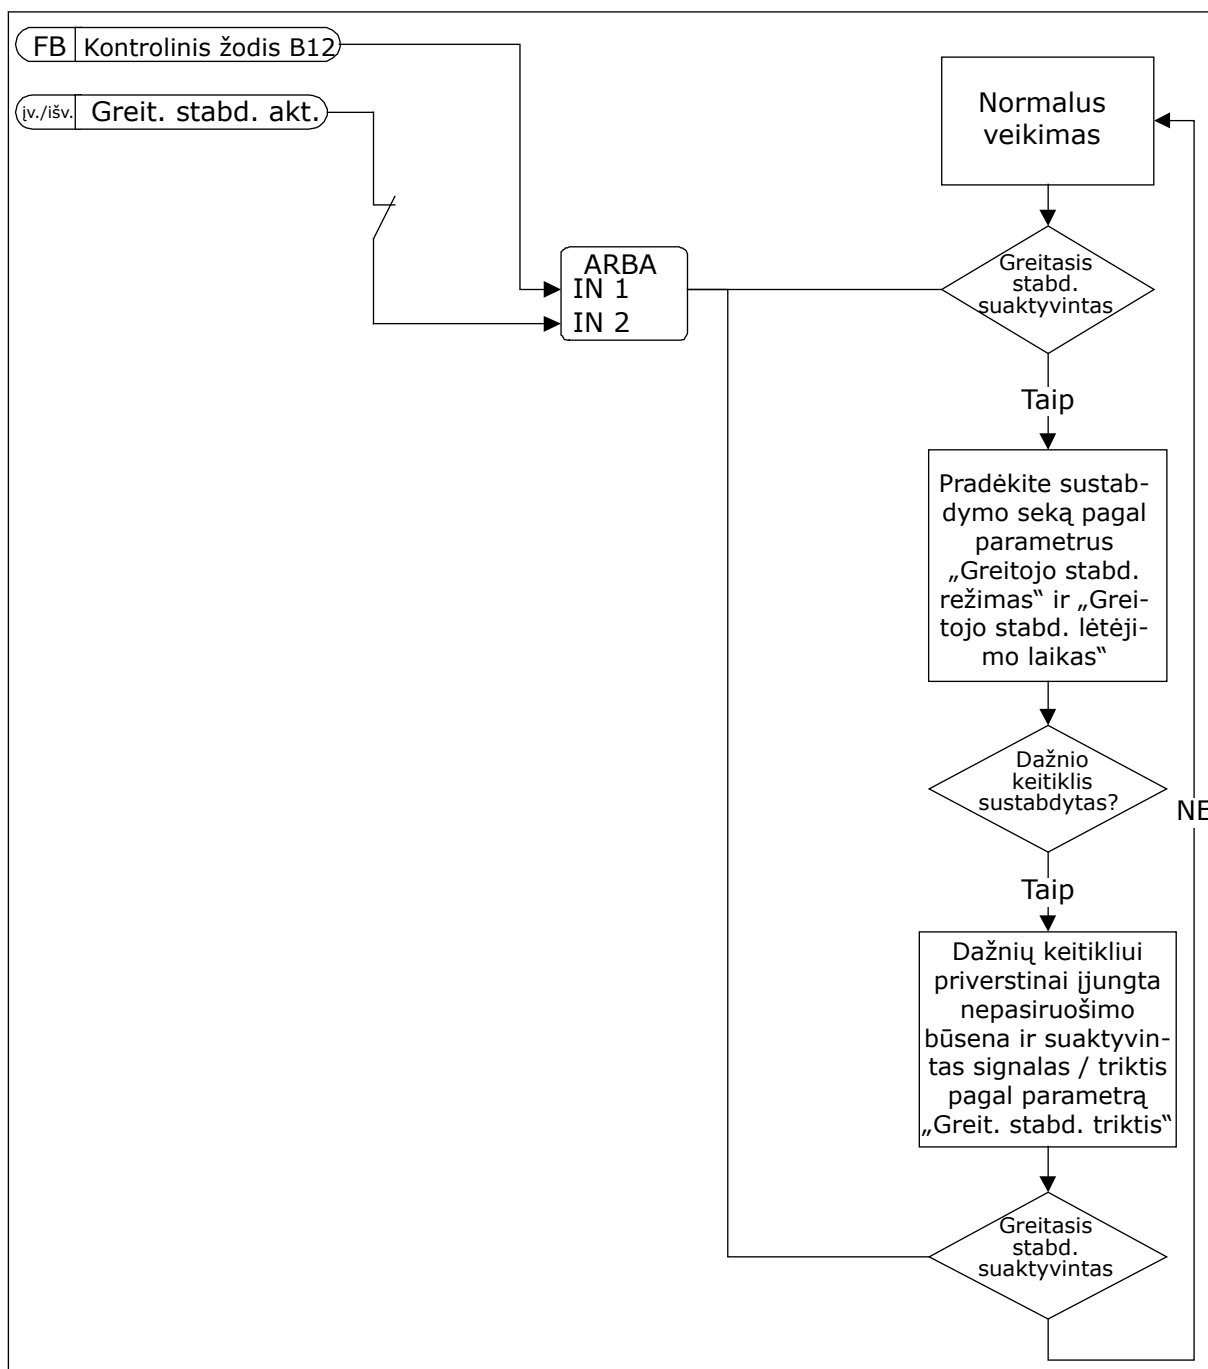 FB Kontrolinis žodis B12
įv./išv. Greit. stabd. akt.
ARBA
IN 1
IN 2
Normalus
veikimas
Greitasis
stabd.
suaktyvintas
Taip
Pradėkite sustab-
dymo seką pagal
parametrus
„Greitojo stabd.
režimas“ ir „Grei-
tojo stabd. lėtėji-
mo laikas“
Dažnio
keitiklis
sustabdytas?
NE
Taip
Dažnių keitikliui
priverstinai įjungta
nepasiruošimo
būsena ir suaktyvin-
tas signalas / triktis
pagal parametrą
„Greit. stabd. triktis“
Greitasis
stabd.
suaktyvintas